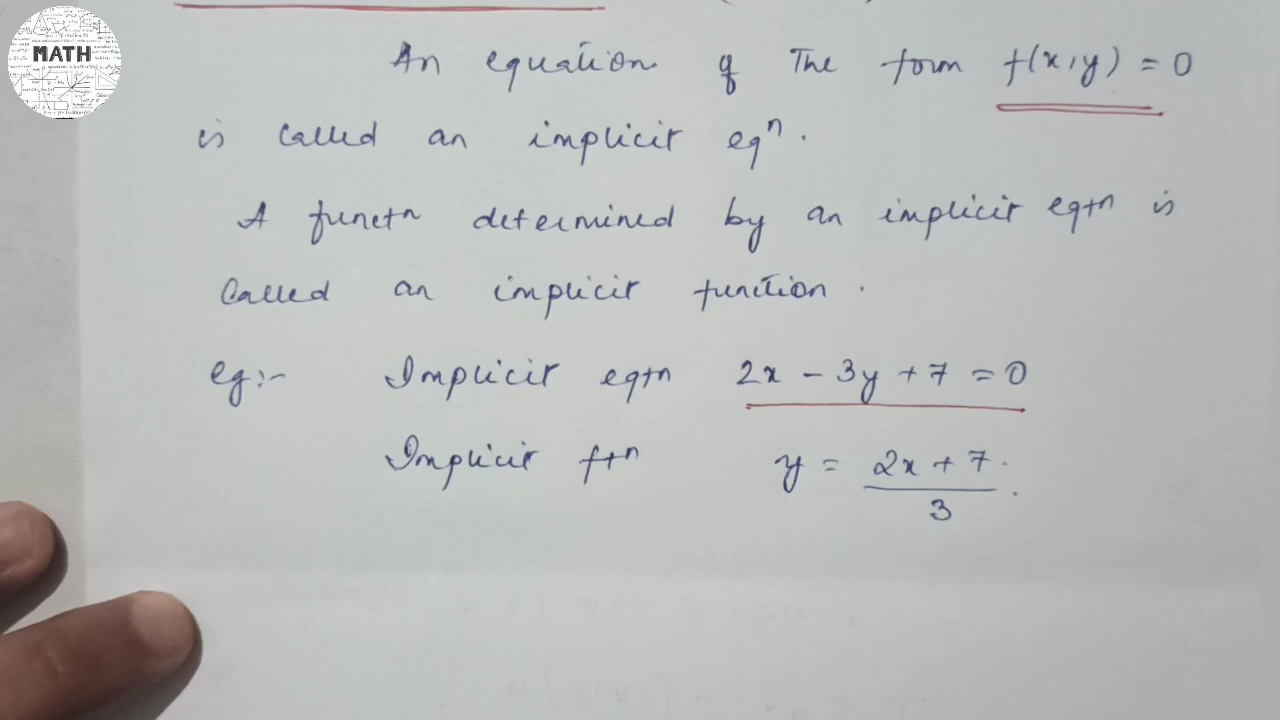 MATH
An equation of the form f(x,y) = 0
is called an implicit eqⁿ.
A functⁿ determined by an implicit eqtⁿ is
called an implicit function.
eg:- Implicit eqtⁿ 2x - 3y + 7 = 0
Implicit ftⁿ y = (2x + 7)/3.